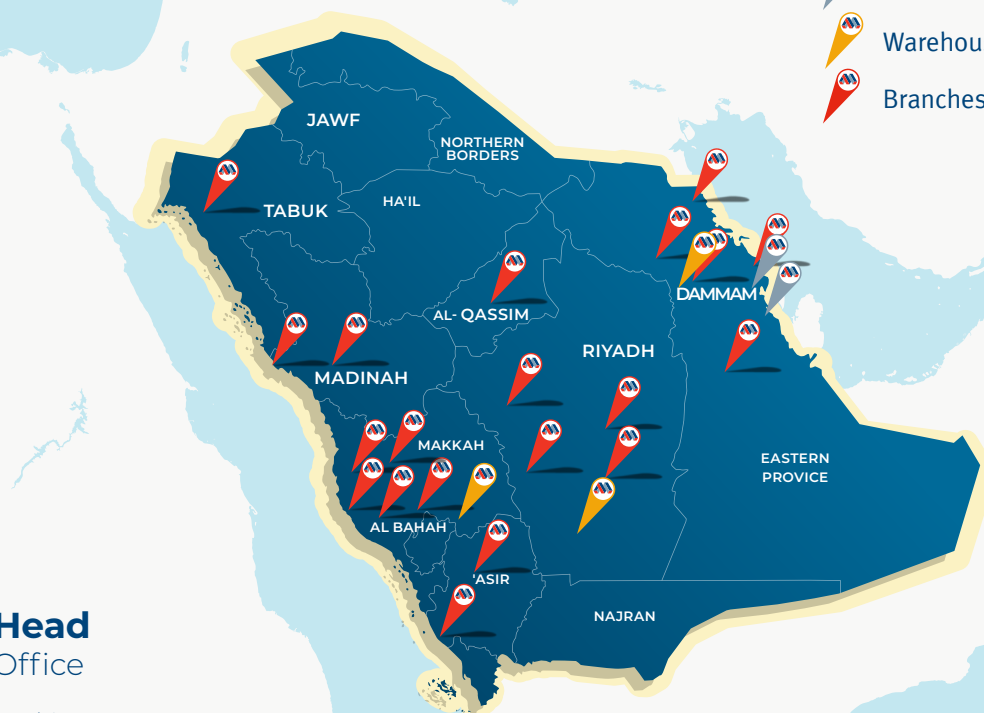 Branches
JAWF
NORTHERN
BORDERS
HA'IL
TABUK
DAMMAM
AL- QASSIM
RIYADH
MADINAH
MAKKAH
EASTERN
PROVICE
AL BAHAH
'ASIR
NAJRAN
Head
Office